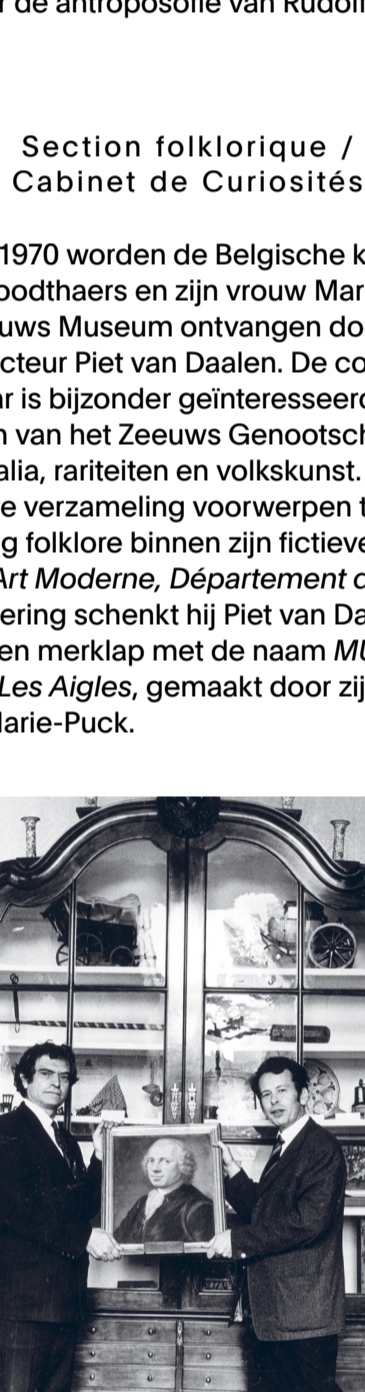 r de antroposofie van Rudolf
Section folklorique /
Cabinet de Curiosités
1970 worden de Belgische k
oodthaers en zijn vrouw Mar
uws Museum ontvangen do
cteur Piet van Daalen. De co
ar is bijzonder geïnteresseerd
n van het Zeeuws Genootsch
alia, rariteiten en volkskunst.
e verzameling voorwerpen t
g folklore binnen zijn fictieve
Art Moderne, Département d
ering schenkt hij Piet van Da
en merklap met de naam MU
Les Aigles, gemaakt door zij
Marie-Puck.